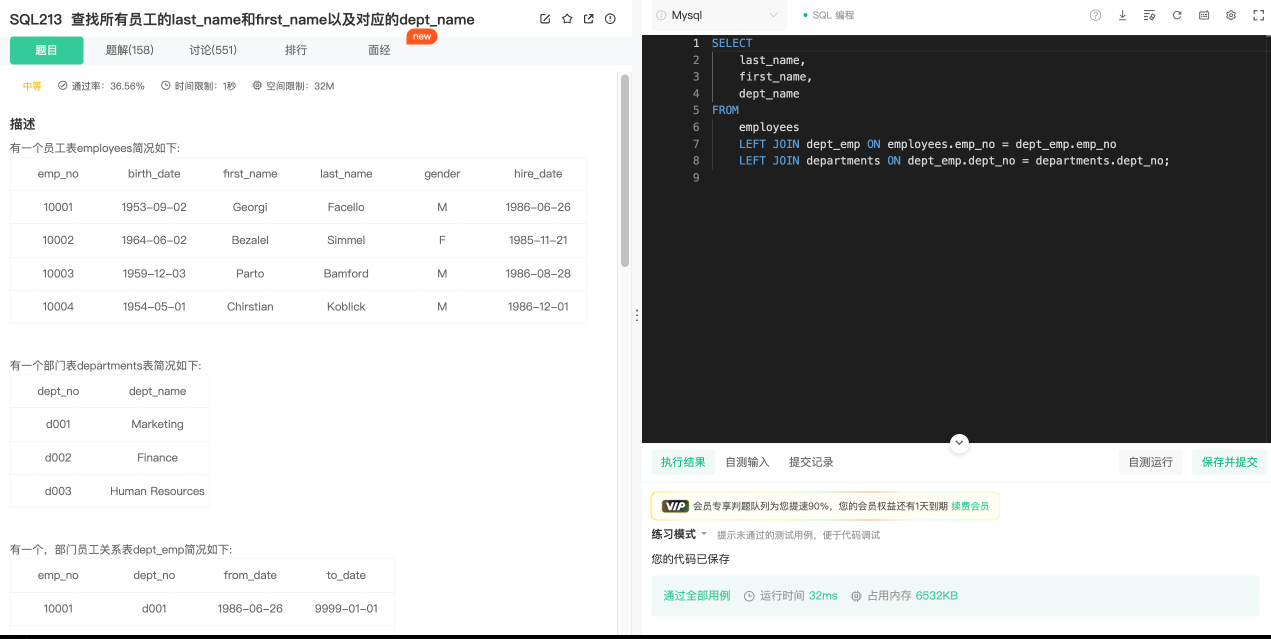 SQL213 查找所有员工的last_name和first_name以及对应的dept_name
题目 题解(158) 讨论(551) 排行 面经 new
中等 通过率：36.56% 时间限制：1秒 空间限制：32M
描述
有一个员工表employees简况如下:
emp_no birth_date first_name last_name gender hire_date
10001 1953-09-02 Georgi Facello M 1986-06-26
10002 1964-06-02 Bezalel Simmel F 1985-11-21
10003 1959-12-03 Parto Bamford M 1986-08-28
10004 1954-05-01 Chirstian Koblick M 1986-12-01
有一个部门表departments表简况如下:
dept_no dept_name
d001 Marketing
d002 Finance
d003 Human Resources
有一个，部门员工关系表dept_emp简况如下:
emp_no dept_no from_date to_date
10001 d001 1986-06-26 9999-01-01
Mysql SQL 编程
1 SELECT
2 last_name,
3 first_name,
4 dept_name
5 FROM
6 employees
7 LEFT JOIN dept_emp ON employees.emp_no = dept_emp.emp_no
8 LEFT JOIN departments ON dept_emp.dept_no = departments.dept_no;
9
执行结果 自测输入 提交记录 自测运行 保存并提交
VIP 会员专享判题队列为您提速90%，您的会员权益还有1天到期 续费会员
练习模式 提示未通过的测试用例，便于代码调试
您的代码已保存
通过全部用例 运行时间 32ms 占用内存 6532KB